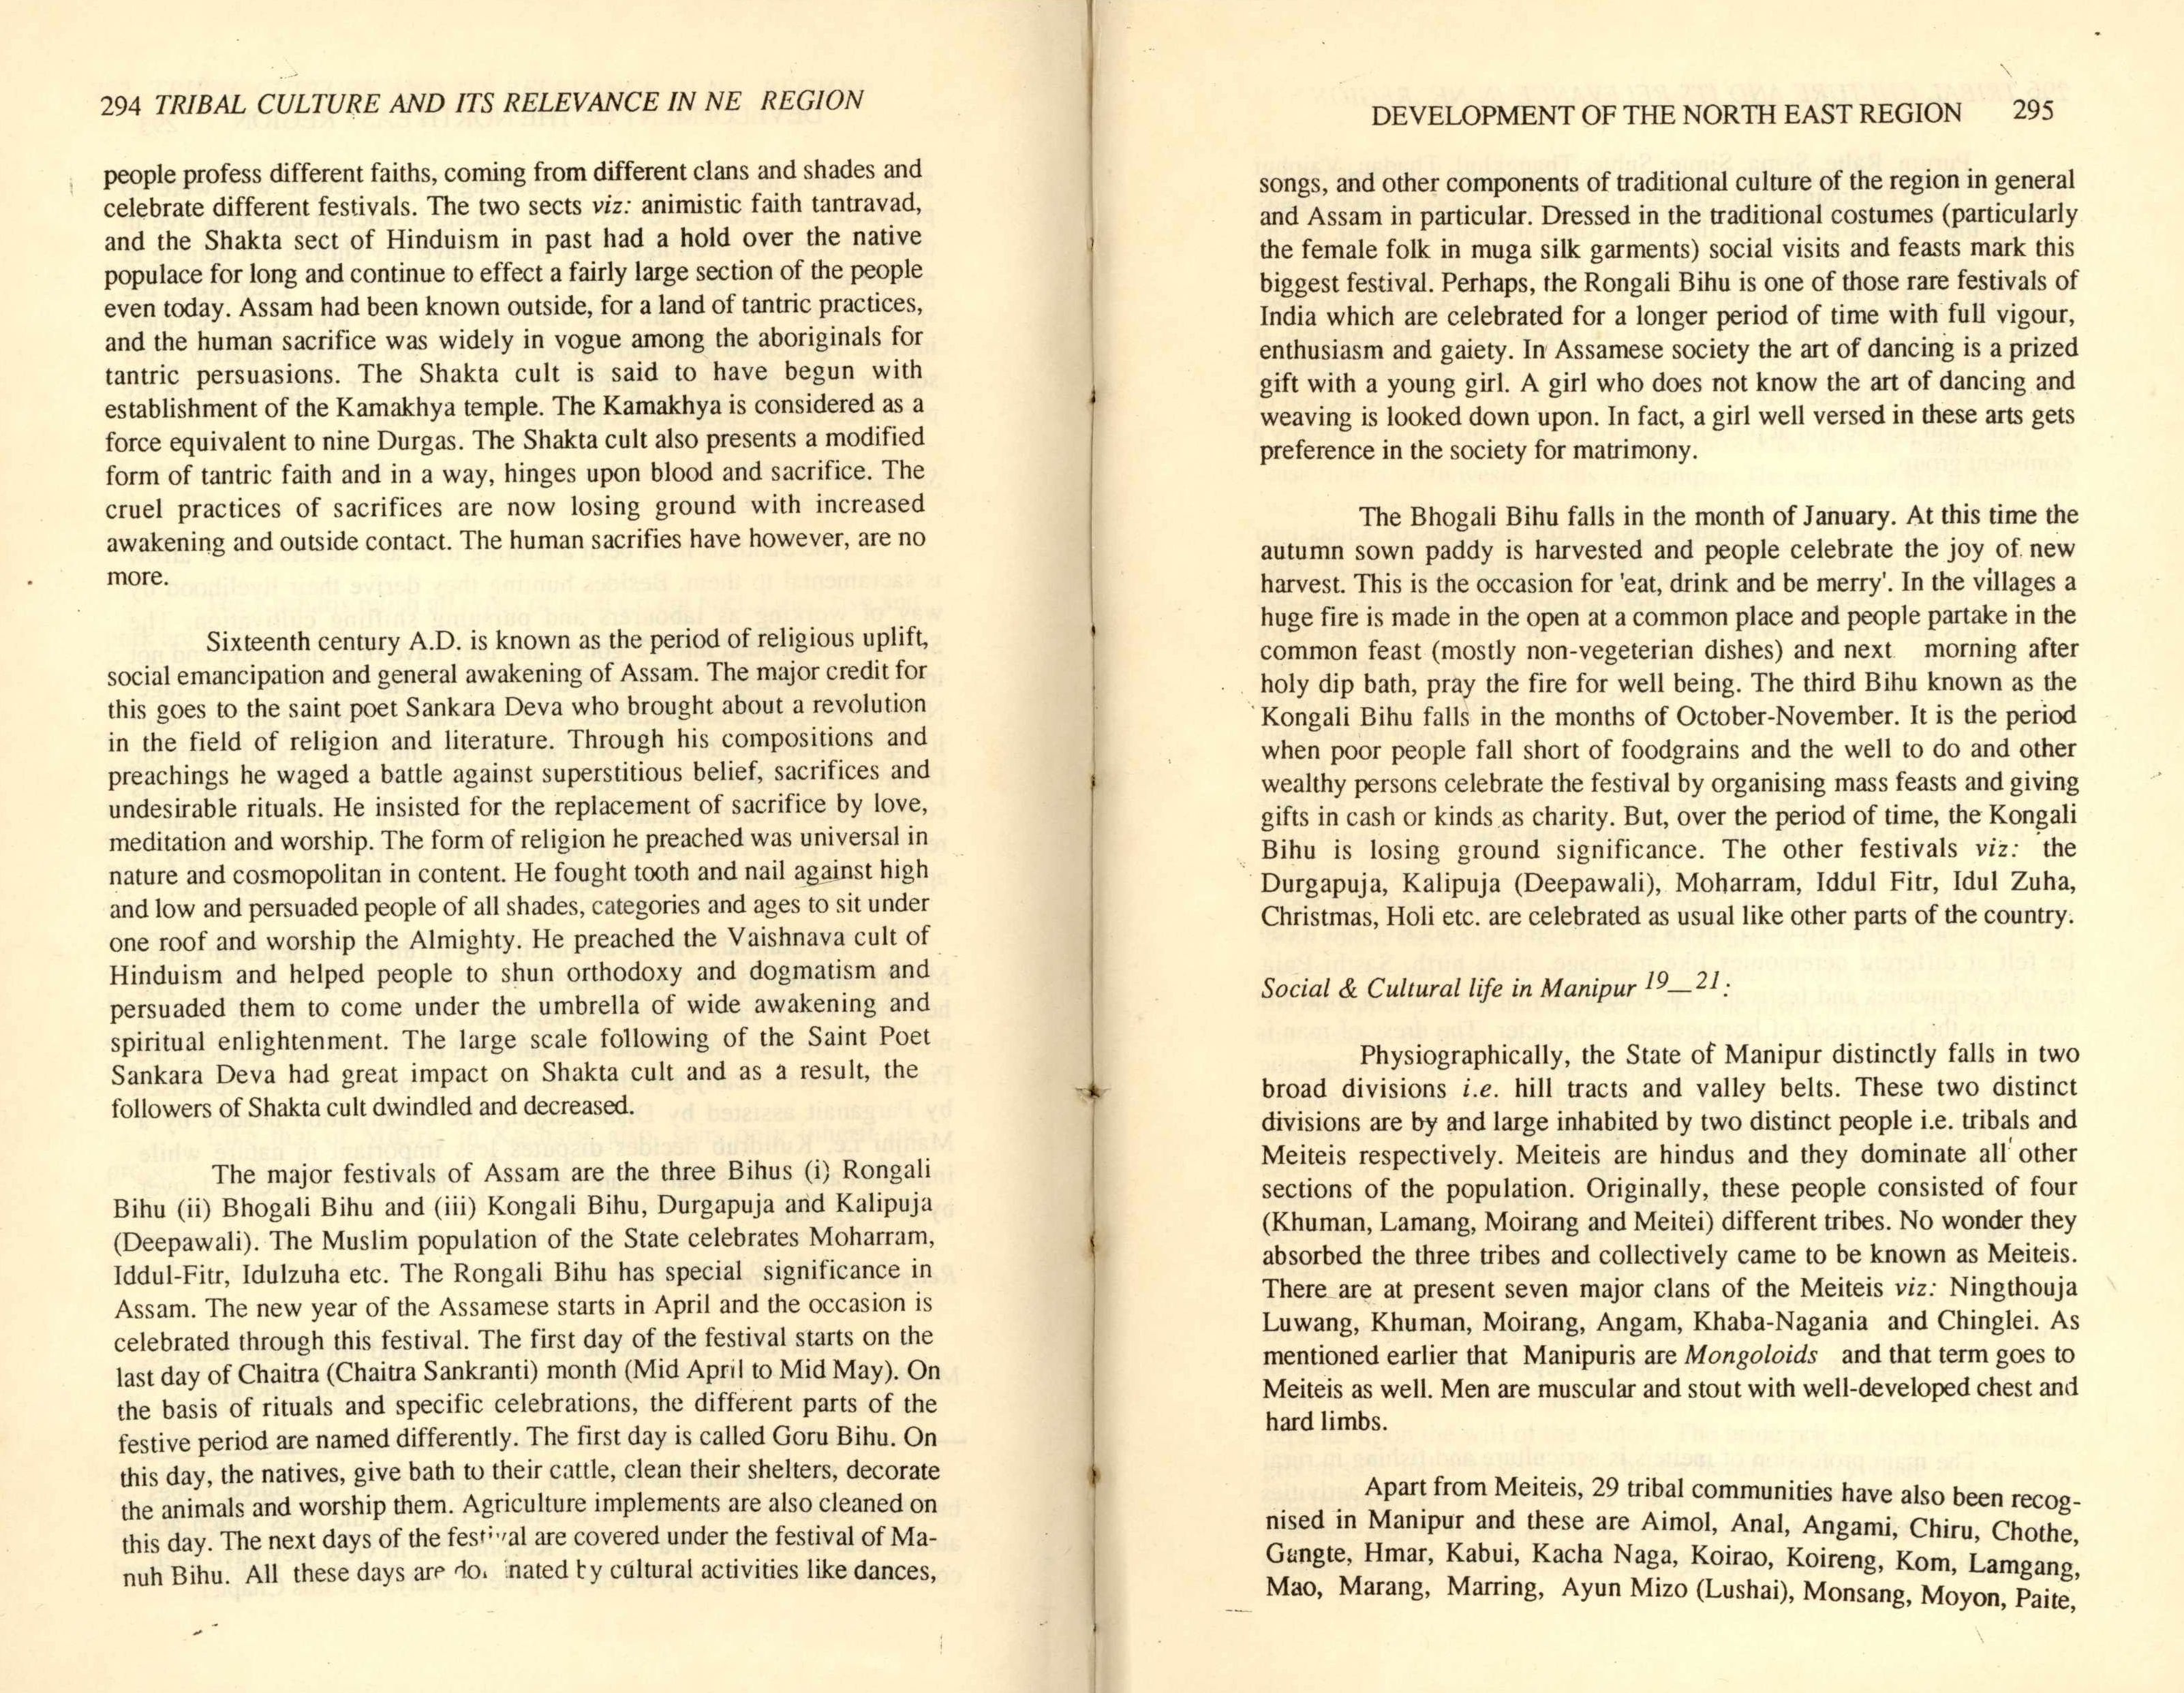 294 TRIBAL CULTURE AND ITS RELEVANCE IN NE REGION
people profess different faiths, coming from different clans and shades and
celebrate different festivals. The two sects viz: animistic faith tantravad,
and the Shakta sect of Hinduism in past had a hold over the native
populace for long and continue to effect a fairly large section of the people
even today. Assam had been known outside, for a land of tantric practices,
and the human sacrifice was widely in vogue among the aboriginals for
tantric persuasions. The Shakta cult is said to have begun with
establishment of the Kamakhya temple. The Kamakhya is considered as a
force equivalent to nine Durgas. The Shakta cult also presents a modified
form of tantric faith and in a way, hinges upon blood and sacrifice. The
cruel practices of sacrifices are now losing ground with increased
awakening and outside contact. The human sacrifies have however, are no
more.
Sixteenth century A.D. is known as the period of religious uplift,
social emancipation and general awakening of Assam. The major credit for
this goes to the saint poet Sankara Deva who brought about a revolution
in the field of religion and literature. Through his compositions and
preachings he waged a battle against superstitious belief, sacrifices and
undesirable rituals. He insisted for the replacement of sacrifice by love,
meditation and worship. The form of religion he preached was universal in
nature and cosmopolitan in content. He fought tooth and nail against high
and low and persuaded people of all shades, categories and ages to sit under
one roof and worship the Almighty. He preached the Vaishnava cult of
Hinduism and helped people to shun orthodoxy and dogmatism and
persuaded them to come under the umbrella of wide awakening and
spiritual enlightenment. The large scale following of the Saint Poet
Sankara Deva had great impact on Shakta cult and as a result, the
followers of Shakta cult dwindled and decreased.
The major festivals of Assam are the three Bihus (i) Rongali
Bihu (ii) Bhogali Bihu and (iii) Kongali Bihu, Durgapuja and Kalipuja
(Deepawali). The Muslim population of the State celebrates Moharram,
Iddul-Fitr, Idulzuha etc. The Rongali Bihu has special significance in
Assam. The new year of the Assamese starts in April and the occasion is
celebrated through this festival. The first day of the festival starts on the
last day of Chaitra (Chaitra Sankranti) month (Mid April to Mid May). On
the basis of rituals and specific celebrations, the different parts of the
festive period are named differently. The first day is called Goru Bihu. On
this day, the natives, give bath to their cattle, clean their shelters, decorate
the animals and worship them. Agriculture implements are also cleaned on
this day. The next days of the festival are covered under the festival of Ma-
nuh Bihu. All these days are dominated by cultural activities like dances,
DEVELOPMENT OF THE NORTH EAST REGION 295
songs, and other components of traditional culture of the region in general
and Assam in particular. Dressed in the traditional costumes (particularly
the female folk in muga silk garments) social visits and feasts mark this
biggest festival. Perhaps, the Rongali Bihu is one of those rare festivals of
India which are celebrated for a longer period of time with full vigour,
enthusiasm and gaiety. In Assamese society the art of dancing is a prized
gift with a young girl. A girl who does not know the art of dancing and
weaving is looked down upon. In fact, a girl well versed in these arts gets
preference in the society for matrimony.
The Bhogali Bihu falls in the month of January. At this time the
autumn sown paddy is harvested and people celebrate the joy of new
harvest. This is the occasion for 'eat, drink and be merry'. In the villages a
huge fire is made in the open at a common place and people partake in the
common feast (mostly non-vegeterian dishes) and next morning after
holy dip bath, pray the fire for well being. The third Bihu known as the
Kongali Bihu falls in the months of October-November. It is the period
when poor people fall short of foodgrains and the well to do and other
wealthy persons celebrate the festival by organising mass feasts and giving
gifts in cash or kinds as charity. But, over the period of time, the Kongali
Bihu is losing ground significance. The other festivals viz: the
Durgapuja, Kalipuja (Deepawali), Moharram, Iddul Fitr, Idul Zuha,
Christmas, Holi etc. are celebrated as usual like other parts of the country.
Social & Cultural life in Manipur 19_21:
Physiographically, the State of Manipur distinctly falls in two
broad divisions i.e. hill tracts and valley belts. These two distinct
divisions are by and large inhabited by two distinct people i.e. tribals and
Meiteis respectively. Meiteis are hindus and they dominate all other
sections of the population. Originally, these people consisted of four
(Khuman, Lamang, Moirang and Meitei) different tribes. No wonder they
absorbed the three tribes and collectively came to be known as Meiteis.
There are at present seven major clans of the Meiteis viz: Ningthouja
Luwang, Khuman, Moirang, Angam, Khaba-Nagania and Chinglei. As
mentioned earlier that Manipuris are Mongoloids and that term goes to
Meiteis as well. Men are muscular and stout with well-developed chest and
hard limbs.
Apart from Meiteis, 29 tribal communities have also been recog-
nised in Manipur and these are Aimol, Anal, Angami, Chiru, Chothe,
Gangte, Hmar, Kabui, Kacha Naga, Koirao, Koireng, Kom, Lamgang,
Mao, Marang, Marring, Ayun Mizo (Lushai), Monsang, Moyon, Paite,